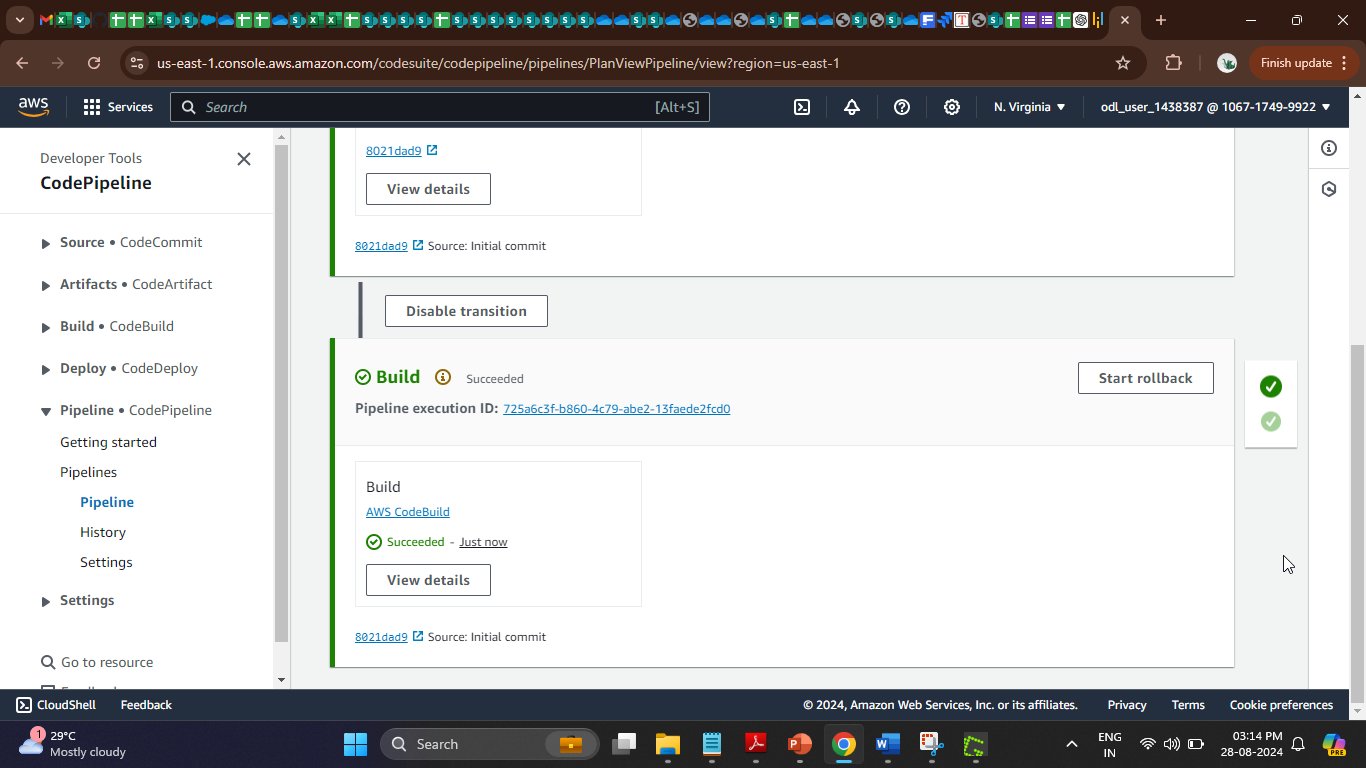 us-east-1.console.aws.amazon.com/codesuite/codepipeline/pipelines/PlanViewPipeline/view?region=us-east-1
Finish update
aws
Services
Search
[Alt+S]
N. Virginia
odl_user_1438387 @ 1067-1749-9922
Developer Tools
CodePipeline
Source • CodeCommit
Artifacts • CodeArtifact
Build • CodeBuild
Deploy • CodeDeploy
Pipeline • CodePipeline
Getting started
Pipelines
Pipeline
History
Settings
Settings
Go to resource
8021dad9
View details
8021dad9 Source: Initial commit
Disable transition
Build Succeeded
Start rollback
Pipeline execution ID: 725a6c3f-b860-4c79-abe2-13faede2fcd0
Build
AWS CodeBuild
Succeeded - Just now
View details
8021dad9 Source: Initial commit
CloudShell
Feedback
© 2024, Amazon Web Services, Inc. or its affiliates.
Privacy
Terms
Cookie preferences
1
29°C
Mostly cloudy
Search
ENG
IN
03:14 PM
28-08-2024
PRE